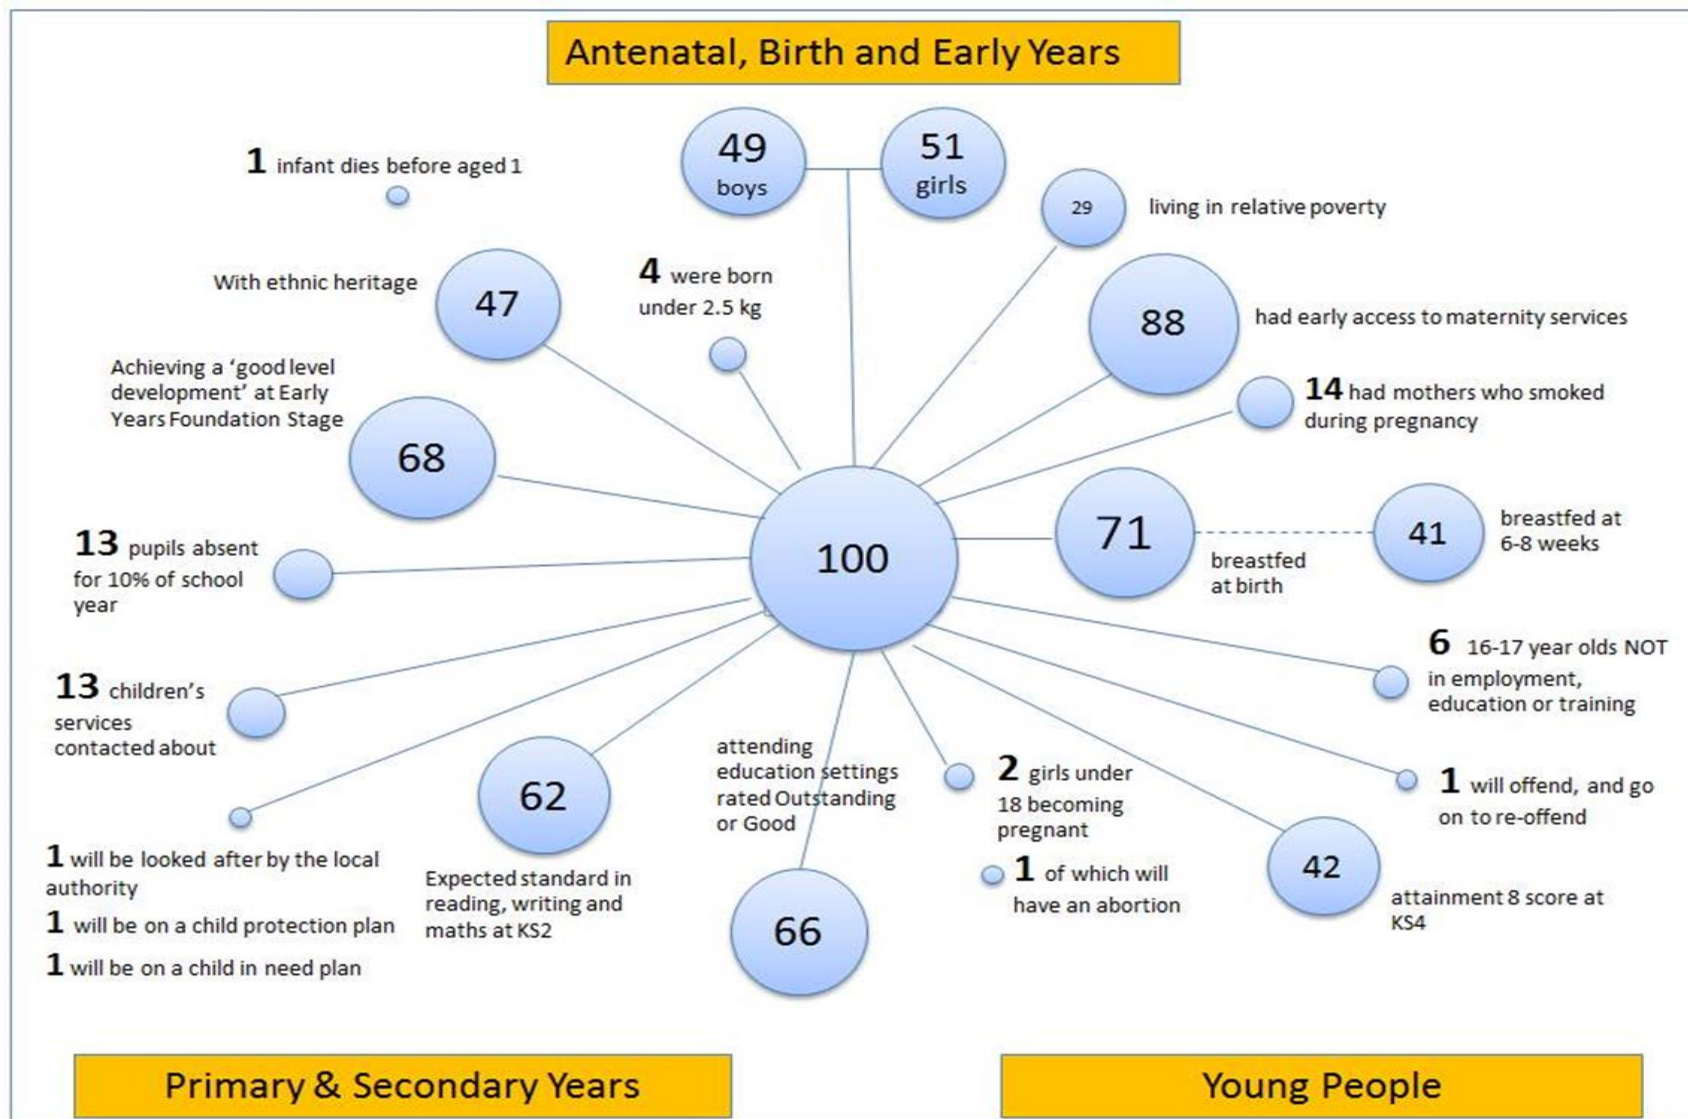 Antenatal, Birth and Early Years
49
boys
51
girls
1 infant dies before aged 1
29
living in relative poverty
With ethnic heritage
47
4 were born
under 2.5 kg
88
had early access to maternity services
Achieving a ‘good level
development’ at Early
Years Foundation Stage
68
14 had mothers who smoked
during pregnancy
100
71
breastfed
at birth
41
breastfed at
6-8 weeks
13 pupils absent
for 10% of school
year
6 16-17 year olds NOT
in employment,
education or training
13 children’s
services
contacted about
1 will be looked after by the local
authority
1 will be on a child protection plan
1 will be on a child in need plan
62
Expected standard in
reading, writing and
maths at KS2
attending
education settings
rated Outstanding
or Good
66
2 girls under
18 becoming
pregnant
1 of which will
have an abortion
1 will offend, and go
on to re-offend
42
attainment 8 score at
KS4
Primary & Secondary Years
Young People